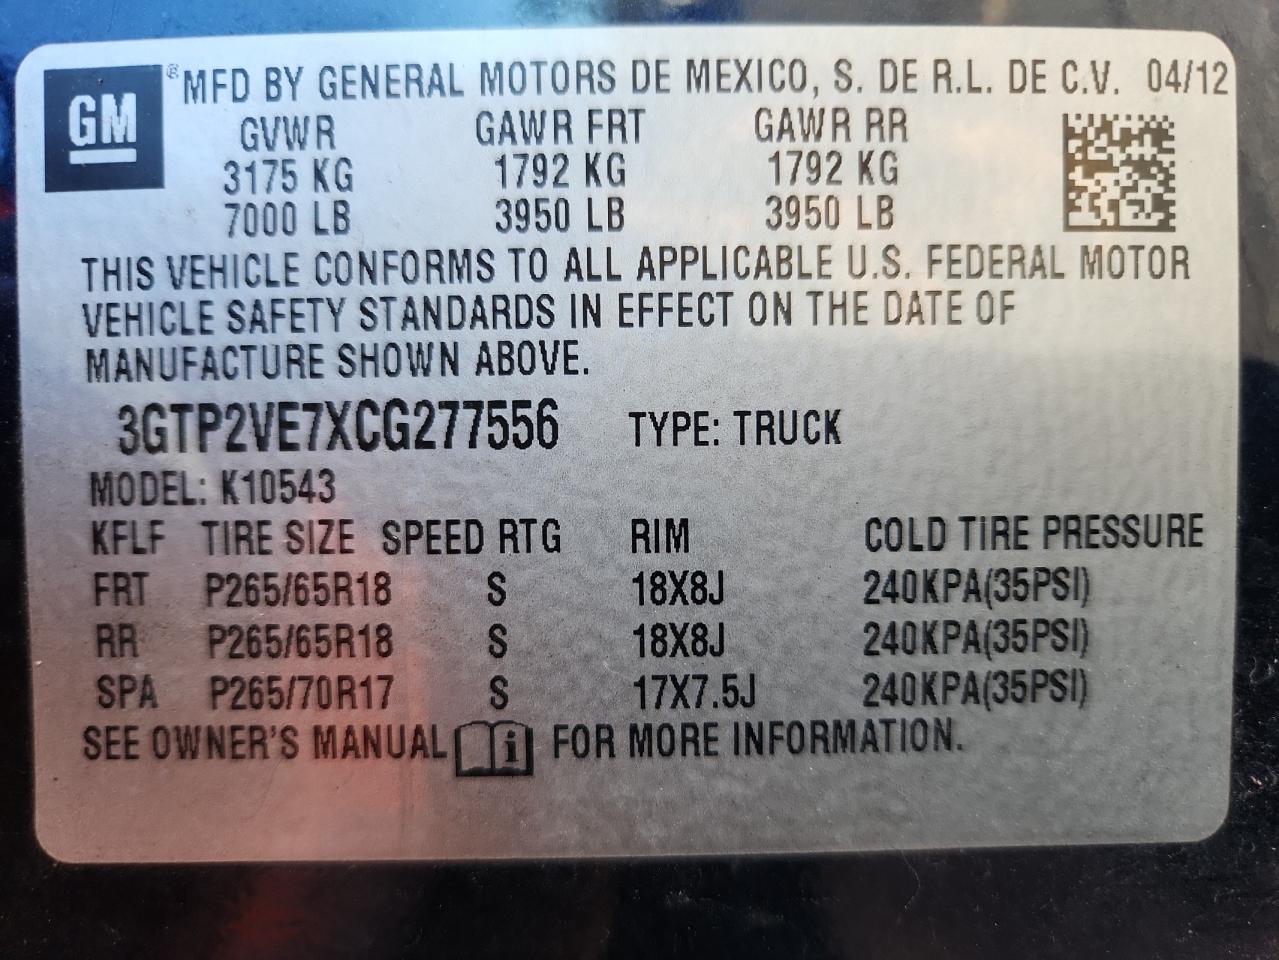 GM ® MFD BY GENERAL MOTORS DE MEXICO, S. DE R.L. DE C.V. 04/12
GVWR GAWR FRT GAWR RR
3175 KG 1792 KG 1792 KG
7000 LB 3950 LB 3950 LB
THIS VEHICLE CONFORMS TO ALL APPLICABLE U.S. FEDERAL MOTOR
VEHICLE SAFETY STANDARDS IN EFFECT ON THE DATE OF
MANUFACTURE SHOWN ABOVE.
3GTP2VE7XCG277556 TYPE: TRUCK
MODEL: K10543
KFLF TIRE SIZE SPEED RTG RIM COLD TIRE PRESSURE
FRT P265/65R18 S 18X8J 240KPA(35PSI)
RR P265/65R18 S 18X8J 240KPA(35PSI)
SPA P265/70R17 S 17X7.5J 240KPA(35PSI)
SEE OWNER'S MANUAL i FOR MORE INFORMATION.